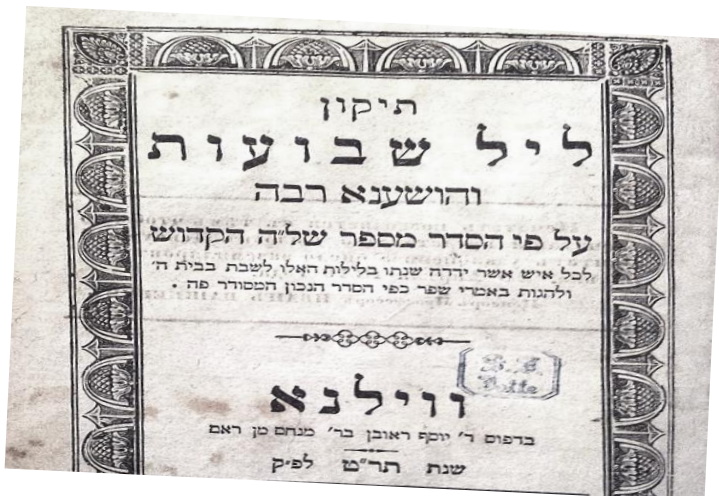 תיקון
ליל שבועות
והושענא רבה
על פי הסדר מספר של״ה הקדוש
לכל איש אשר ידרה שנתו בלילות האלו לשבת בבית ה׳
ולהגות באמרי שפר כפי הסדר הנכון המסודר פה .
ווילנא
בדפוס ר׳ יוסף ראובן בר׳ מנחם מן ראם
שנת תר״ט לפ״ק